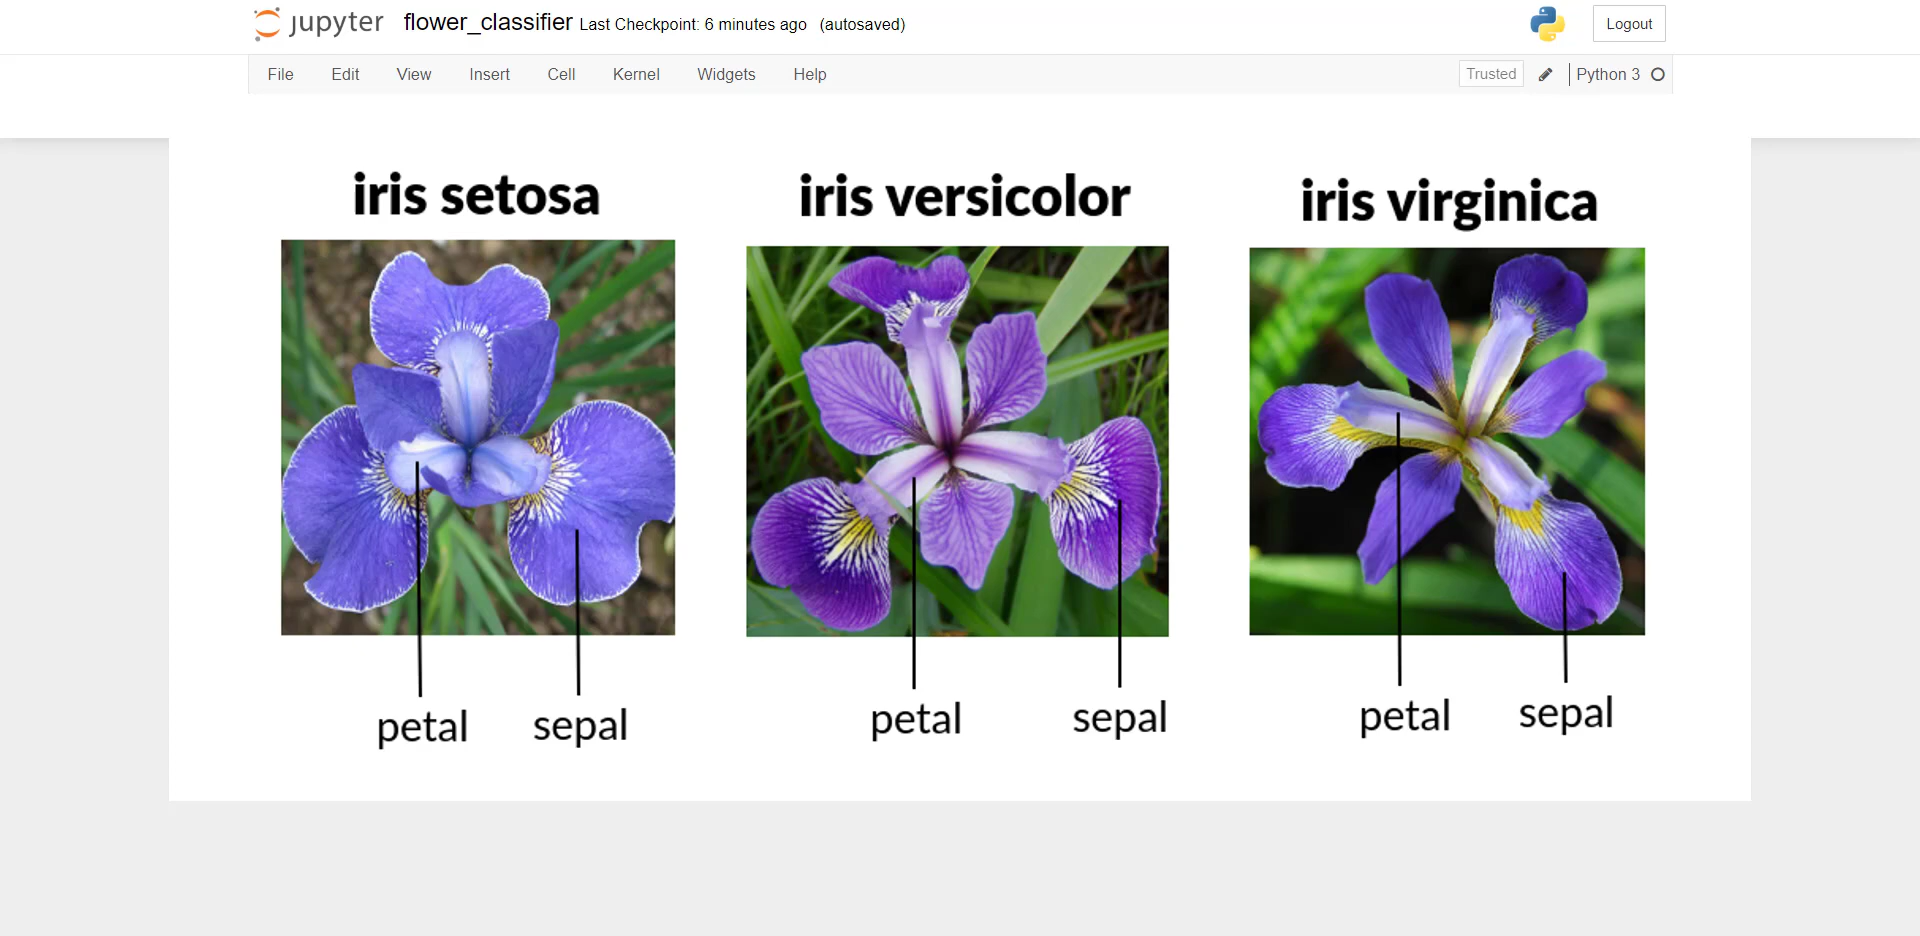 jupyter flower_classifier Last Checkpoint: 6 minutes ago (autosaved) Logout
File Edit View Insert Cell Kernel Widgets Help Trusted Python 3
iris setosa iris versicolor iris virginica
petal sepal petal sepal petal sepal